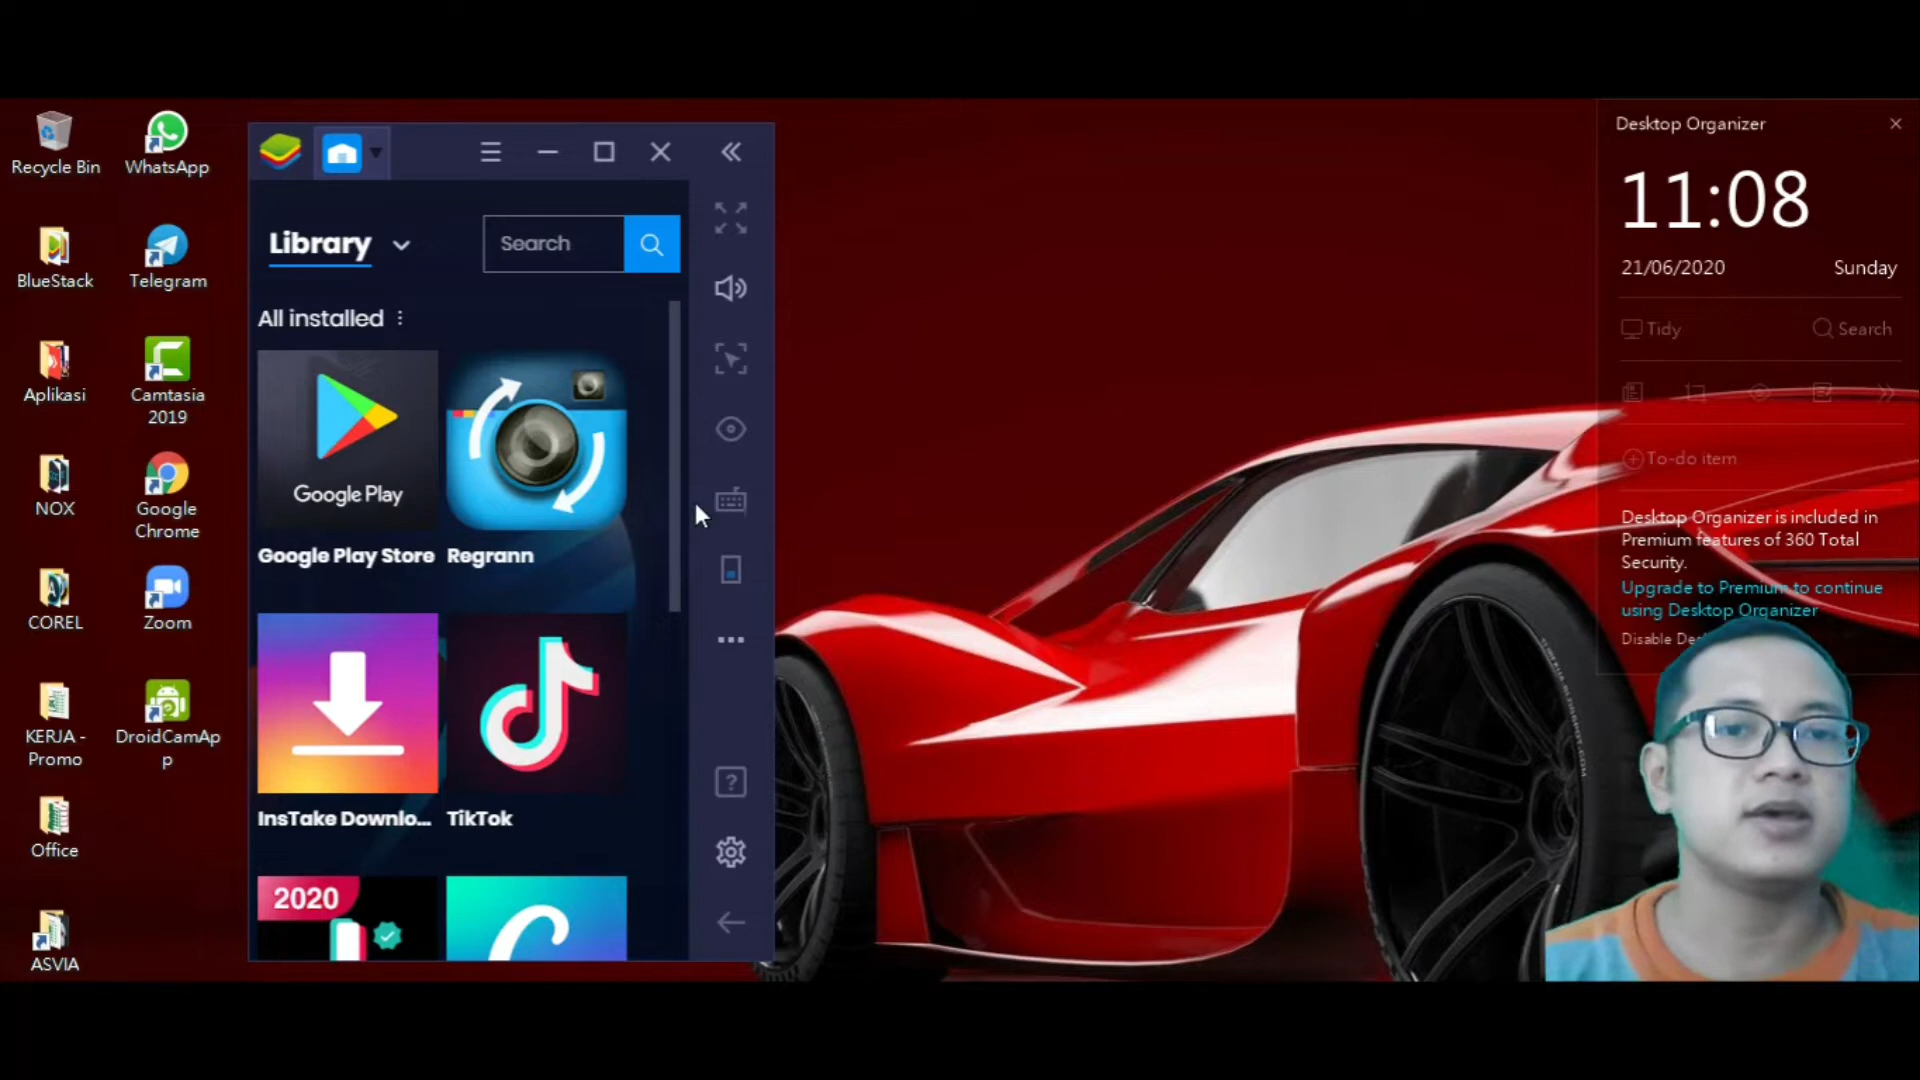 Recycle Bin
WhatsApp
BlueStack
Telegram
Aplikasi
Camtasia
2019
NOX
Google
Chrome
COREL
Zoom
KERJA -
Promo
DroidCamAp
p
Office
ASVIA
Library
Search
All installed
Google Play
Google Play Store
Regrann
InsTake Downlo...
TikTok
2020
Desktop Organizer
11:08
21/06/2020
Sunday
Tidy
Search
To-do item
Desktop Organizer is included in
Premium features of 360 Total
Security.
Upgrade to Premium to continue
using Desktop Organizer
Disable